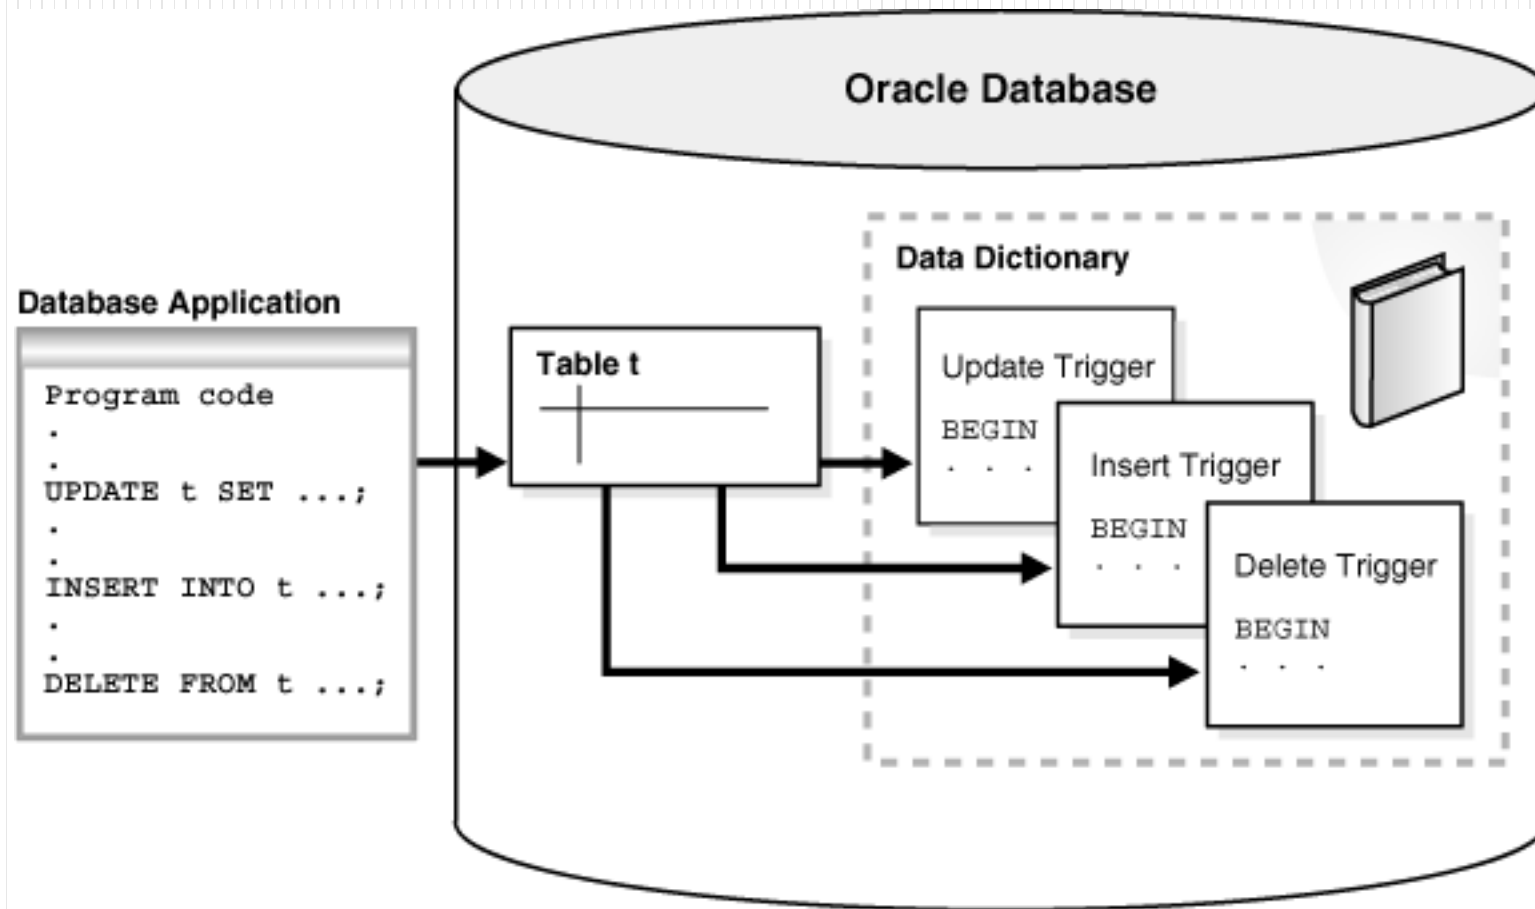 Oracle Database
Data Dictionary
Database Application
Program code
.
.
UPDATE t SET ...;
.
.
INSERT INTO t ...;
.
.
DELETE FROM t ...;
Table t
Update Trigger
BEGIN
. . .
Insert Trigger
BEGIN
. . .
Delete Trigger
BEGIN
. . .